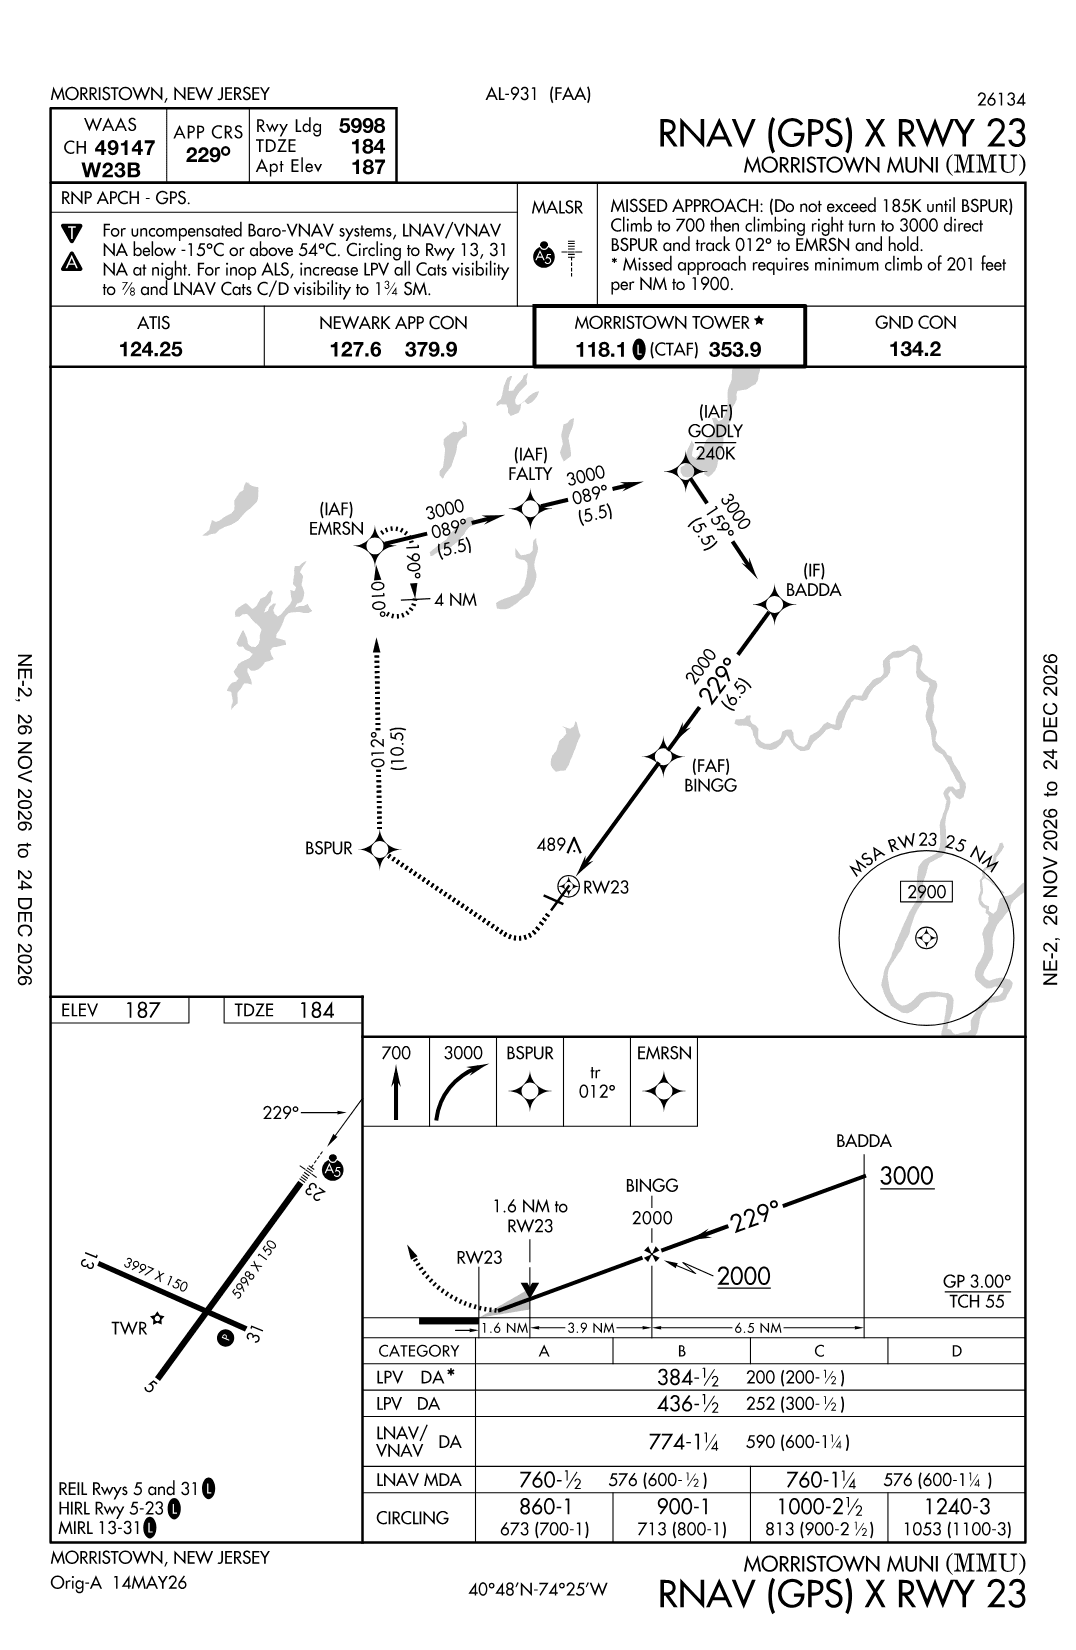 MORRISTOWN, NEW JERSEY
AL-931 (FAA)
26134
WAAS
CH 49147
W23B
APP CRS
229°
Rwy Ldg 5998
TDZE 184
Apt Elev 187
RNAV (GPS) X RWY 23
MORRISTOWN MUNI (MMU)
RNP APCH - GPS.
T
A
For uncompensated Baro-VNAV systems, LNAV/VNAV
NA below -15°C or above 54°C. Circling to Rwy 13, 31
NA at night. For inop ALS, increase LPV all Cats visibility
to ⅞ and LNAV Cats C/D visibility to 1¾ SM.
MALSR
A5
MISSED APPROACH: (Do not exceed 185K until BSPUR)
Climb to 700 then climbing right turn to 3000 direct
BSPUR and track 012° to EMRSN and hold.
* Missed approach requires minimum climb of 201 feet
per NM to 1900.
ATIS
124.25
NEWARK APP CON
127.6 379.9
MORRISTOWN TOWER ★
118.1 L (CTAF) 353.9
GND CON
134.2
(IAF)
GODLY
240K
(IAF)
FALTY
3000
089°
(5.5)
(IAF)
EMRSN
3000
089°
(5.5)
190°
010°
4 NM
3000
159°
(5.5)
(IF)
BADDA
2000
229°
(6.5)
012°
(10.5)
(FAF)
BINGG
BSPUR
489
RW23
MSA RW23 25 NM
2900
NE-2, 26 NOV 2026 to 24 DEC 2026
NE-2, 26 NOV 2026 to 24 DEC 2026
ELEV 187
TDZE 184
229°
A5
23
5998 X 150
13
3997 X 150
TWR
P
31
5
REIL Rwys 5 and 31 L
HIRL Rwy 5-23 L
MIRL 13-31 L
700
3000
BSPUR
tr
012°
EMRSN
BADDA
3000
BINGG
2000
229°
1.6 NM to
RW23
RW23
2000
GP 3.00°
TCH 55
1.6 NM
3.9 NM
6.5 NM
CATEGORY A B C D
LPV DA* 384-½ 200 (200-½)
LPV DA 436-½ 252 (300-½)
LNAV/
VNAV DA 774-1¼ 590 (600-1¼)
LNAV MDA 760-½ 576 (600-½) 760-1¼ 576 (600-1¼)
CIRCLING 860-1 900-1 1000-2½ 1240-3
673 (700-1) 713 (800-1) 813 (900-2½) 1053 (1100-3)
MORRISTOWN, NEW JERSEY
Orig-A 14MAY26
40°48'N-74°25'W
MORRISTOWN MUNI (MMU)
RNAV (GPS) X RWY 23